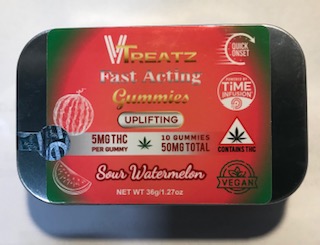 VTREATZ
Fast Acting
Gummies
UPLIFTING
QUICK
ONSET
POWERED BY
TiME
INFUSION
5MG THC
PER GUMMY
10 GUMMIES
50MG TOTAL
CONTAINS THC
Sour Watermelon
NET WT 36g/1.27oz
VEGAN